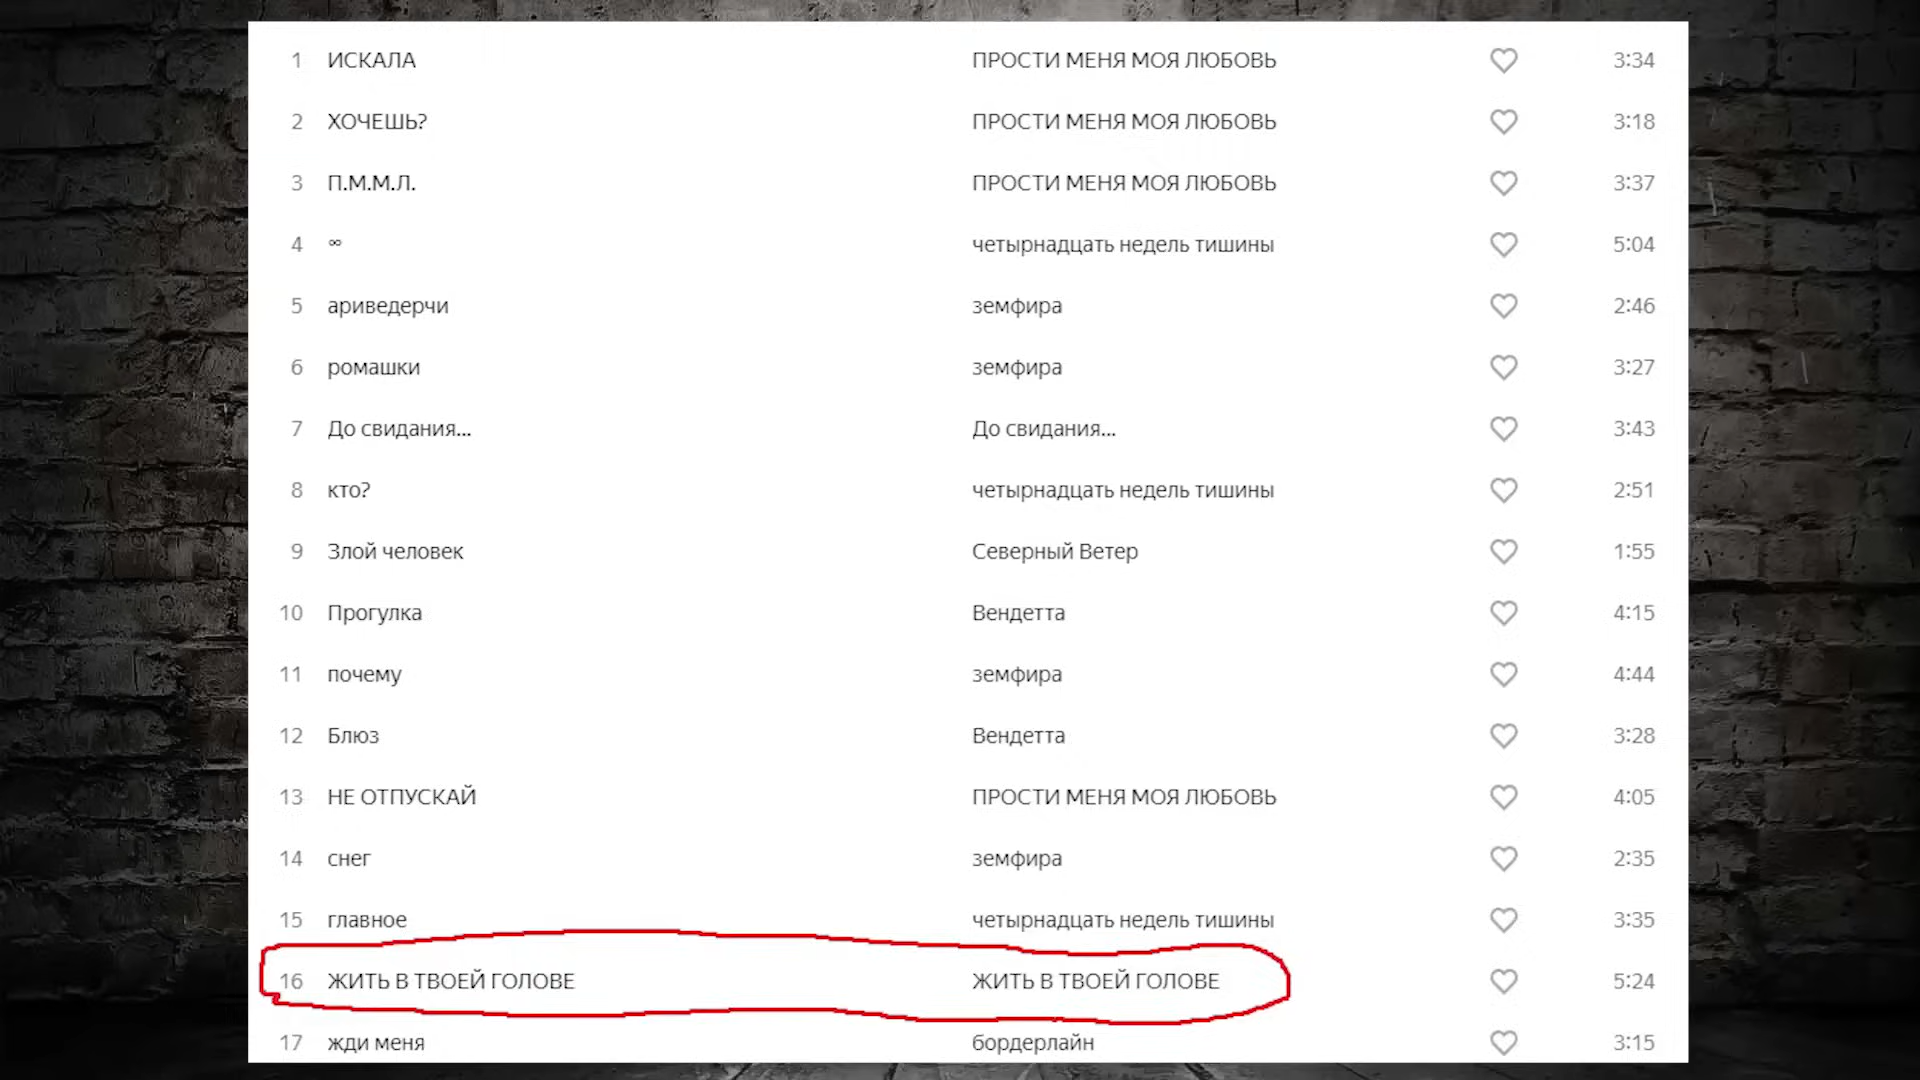 1 ИСКАЛА ПРОСТИ МЕНЯ МОЯ ЛЮБОВЬ 3:34
2 ХОЧЕШЬ? ПРОСТИ МЕНЯ МОЯ ЛЮБОВЬ 3:18
3 П.М.М.Л. ПРОСТИ МЕНЯ МОЯ ЛЮБОВЬ 3:37
4 ∞ четырнадцать недель тишины 5:04
5 ариведерчи земфира 2:46
6 ромашки земфира 3:27
7 До свидания... До свидания... 3:43
8 кто? четырнадцать недель тишины 2:51
9 Злой человек Северный Ветер 1:55
10 Прогулка Вендетта 4:15
11 почему земфира 4:44
12 Блюз Вендетта 3:28
13 НЕ ОТПУСКАЙ ПРОСТИ МЕНЯ МОЯ ЛЮБОВЬ 4:05
14 снег земфира 2:35
15 главное четырнадцать недель тишины 3:35
16 ЖИТЬ В ТВОЕЙ ГОЛОВЕ ЖИТЬ В ТВОЕЙ ГОЛОВЕ 5:24
17 жди меня бордерлайн 3:15